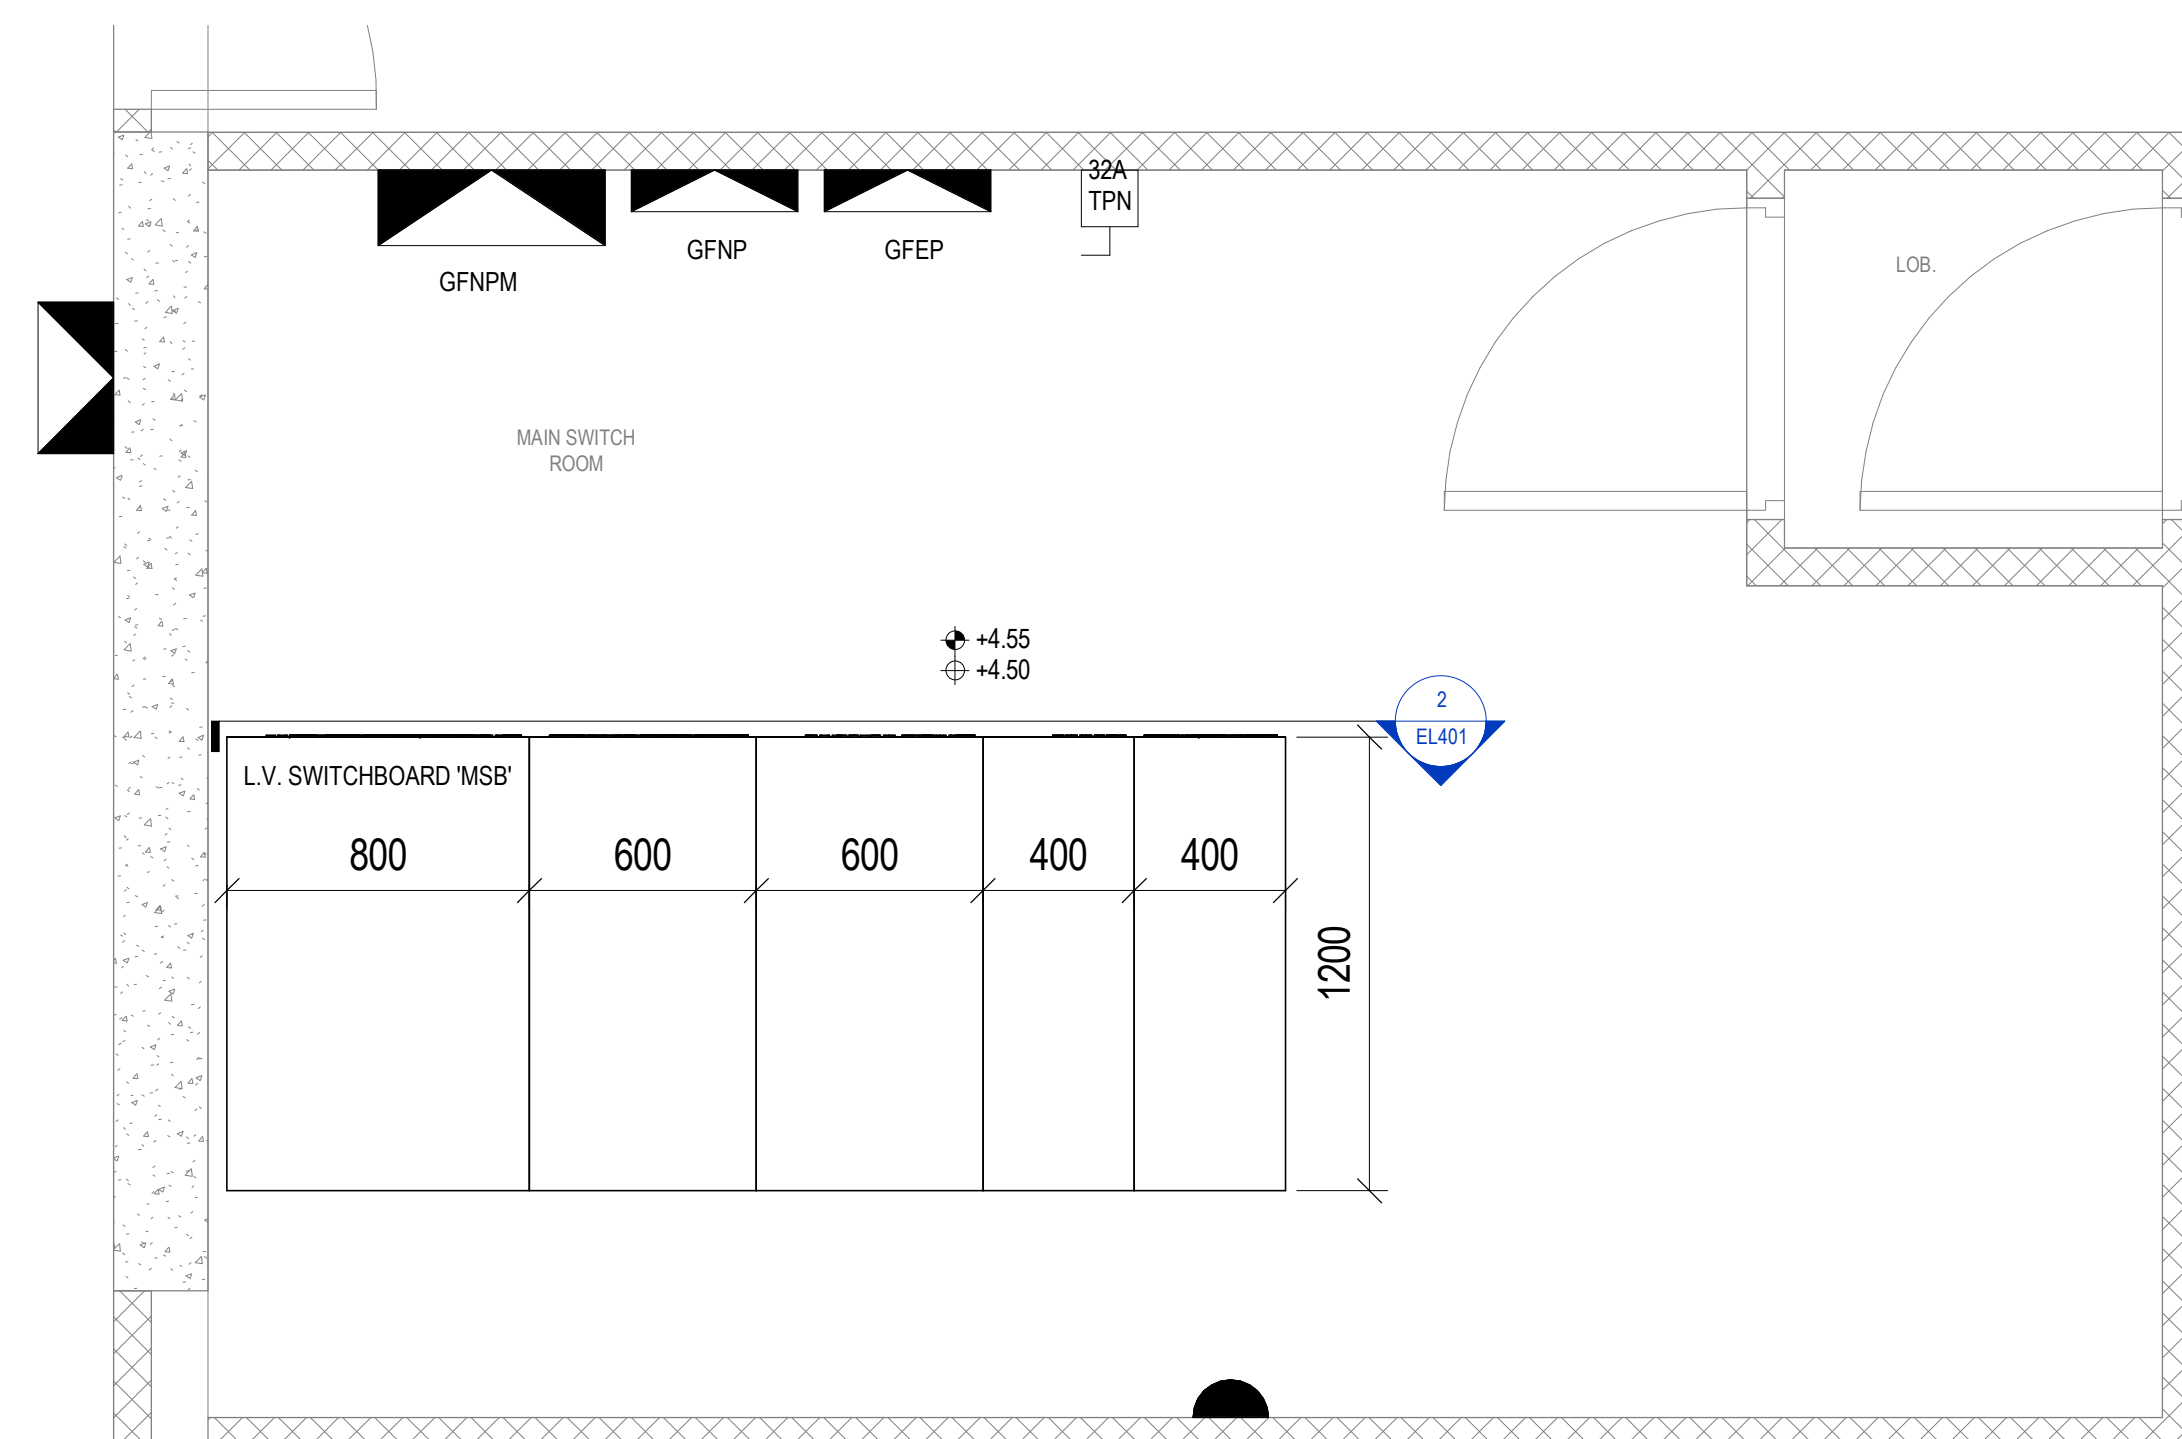 32A
TPN
GFNPM
GFNP
GFEP
LOB.
MAIN SWITCH
ROOM
+4.55
+4.50
2
EL401
L.V. SWITCHBOARD 'MSB'
800
600
600
400
400
1200